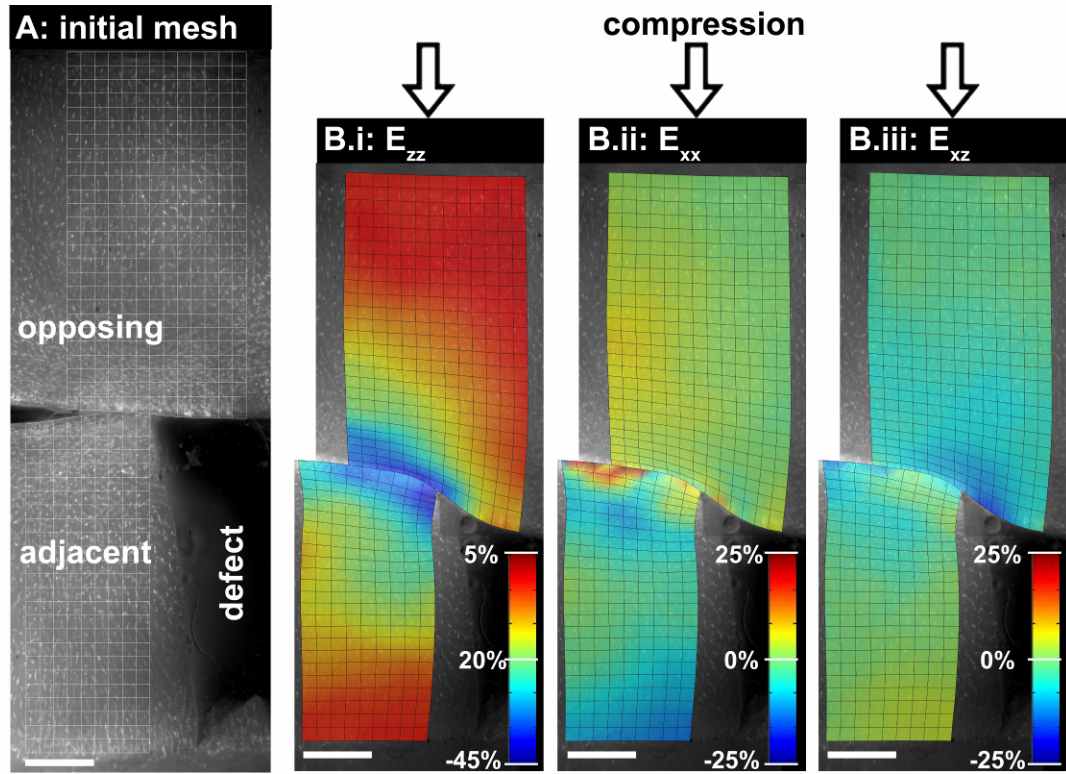 A: initial mesh
compression
B.i: Ezz
B.ii: Exx
B.iii: Exz
opposing
adjacent
defect
5%
20%
-45%
25%
0%
-25%
25%
0%
-25%